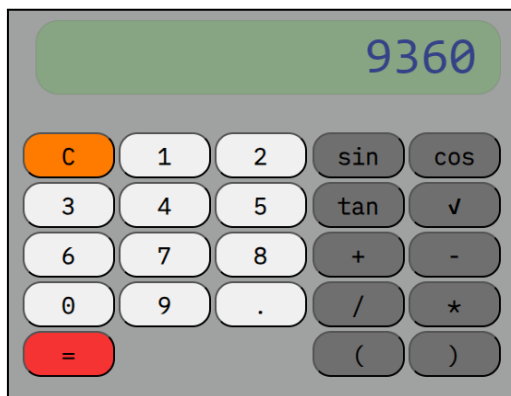 9360
C 1 2 sin cos
3 4 5 tan √
6 7 8 + -
0 9 . / *
= ( )